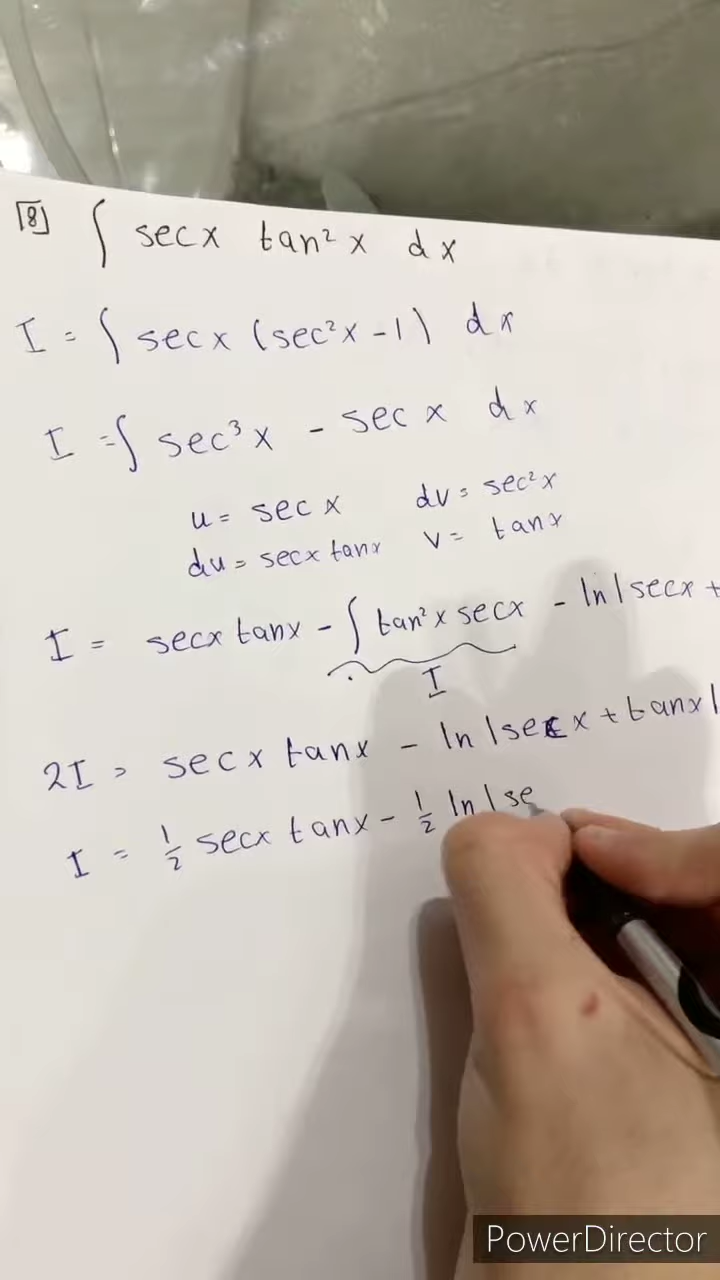 [8] ∫ secx tan²x dx
I = ∫ secx (sec²x -1) dx
I = ∫ sec³x - secx dx
u = secx dv = sec²x
du = secx tanx v = tanx
I = secx tanx - ∫ tan²x secx - ln|secx +
I
2I = secx tanx - ln|secx + tanx|
I = 1/2 secx tanx - 1/2 ln|se
PowerDirector